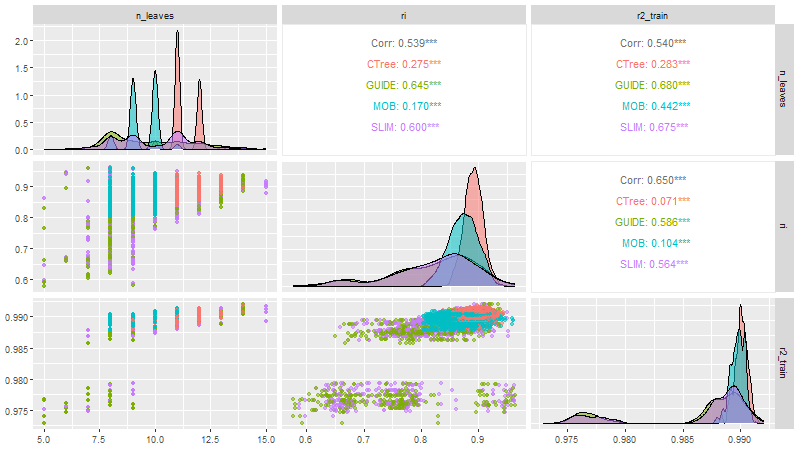 n_leaves ri r2_train
2.0
1.5
1.0
0.5
0.0
Corr: 0.539***
CTree: 0.275***
GUIDE: 0.645***
MOB: 0.170***
SLIM: 0.600***
Corr: 0.540***
CTree: 0.283***
GUIDE: 0.680***
MOB: 0.442***
SLIM: 0.675***
n_leaves
0.9
0.8
0.7
0.6
Corr: 0.650***
CTree: 0.071***
GUIDE: 0.586***
MOB: 0.104***
SLIM: 0.564***
ri
0.990
0.985
0.980
0.975
r2_train
5.0 7.5 10.0 12.5 15.0 0.6 0.7 0.8 0.9 0.975 0.980 0.985 0.990